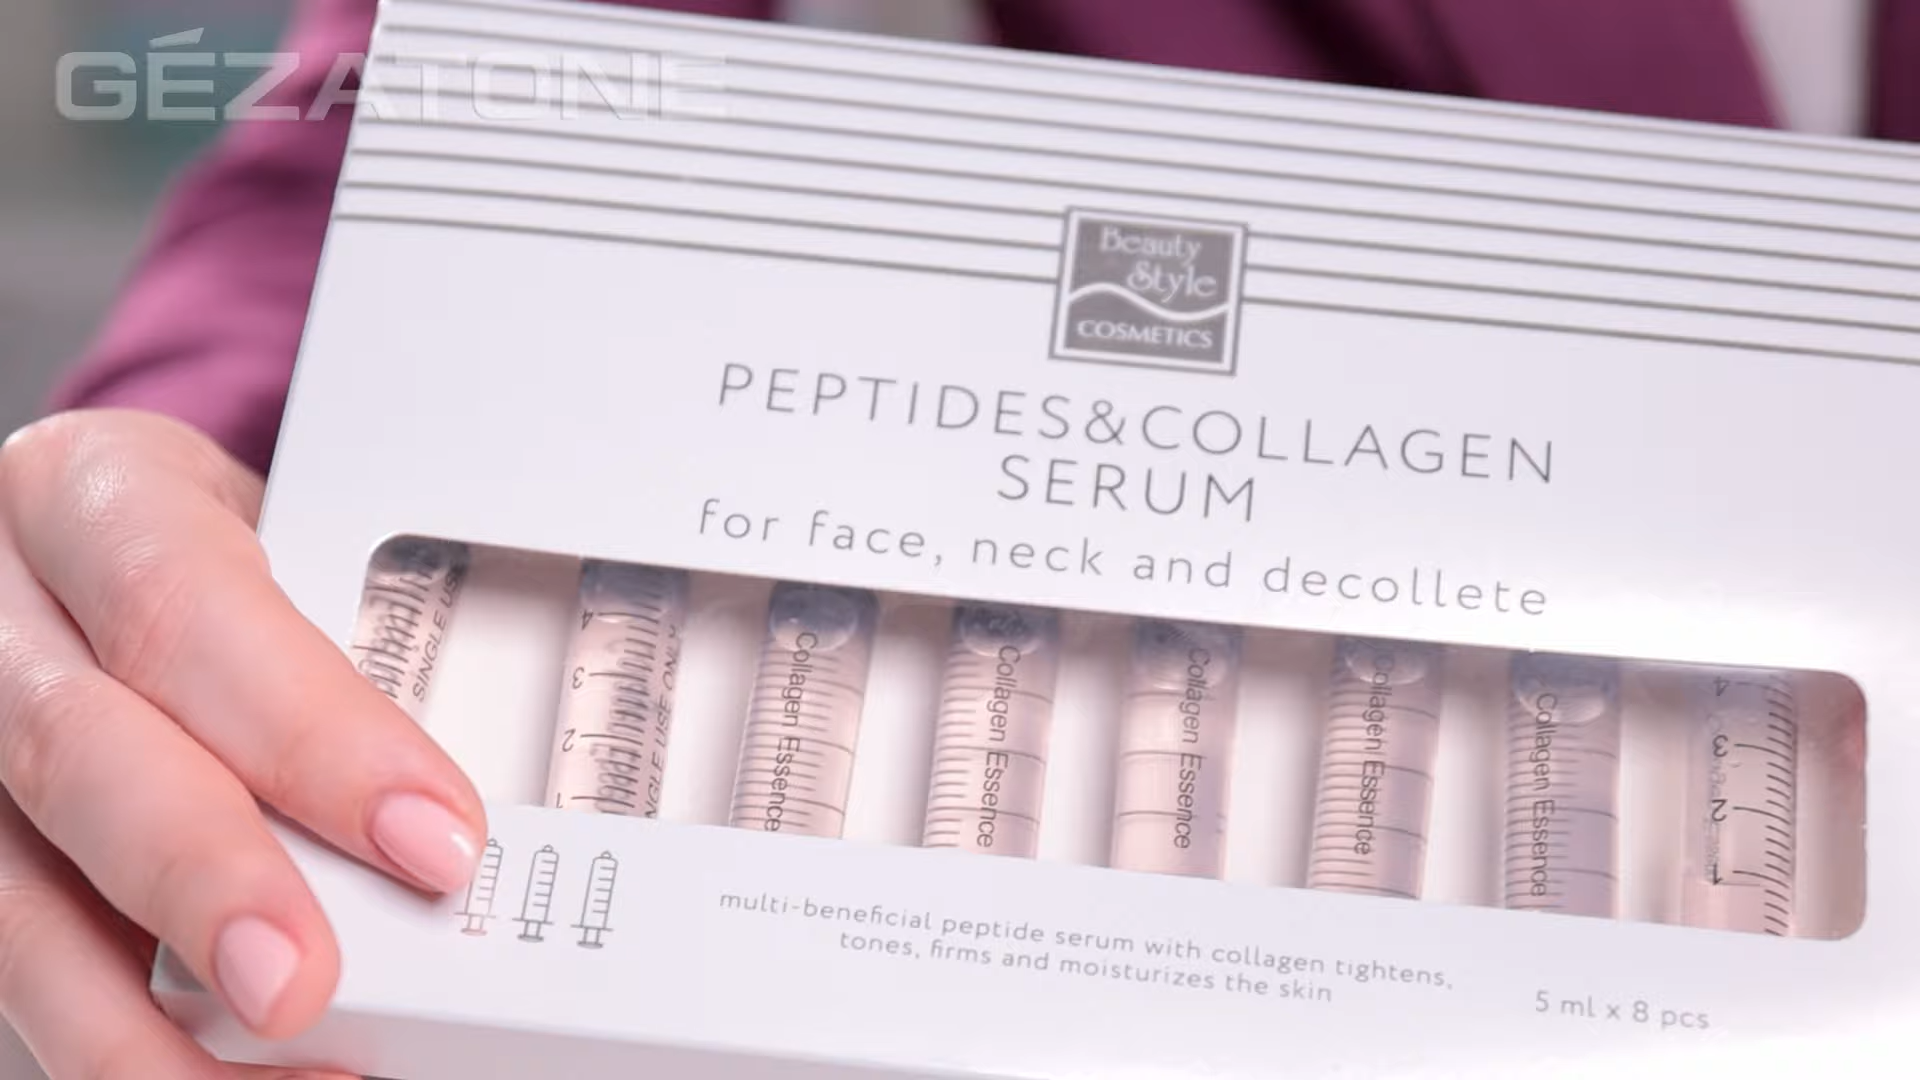 GÉZATONE
Beauty
Style
COSMETICS
PEPTIDES&COLLAGEN
SERUM
for face, neck and decollete
SINGLE USE
4
3
2
1
SINGLE USE ONLY
Collagen Essence
Collagen Essence
Collagen Essence
Collagen Essence
Collagen Essence
4
3
2
1
multi-beneficial peptide serum with collagen tightens,
tones, firms and moisturizes the skin
5 ml x 8 pcs